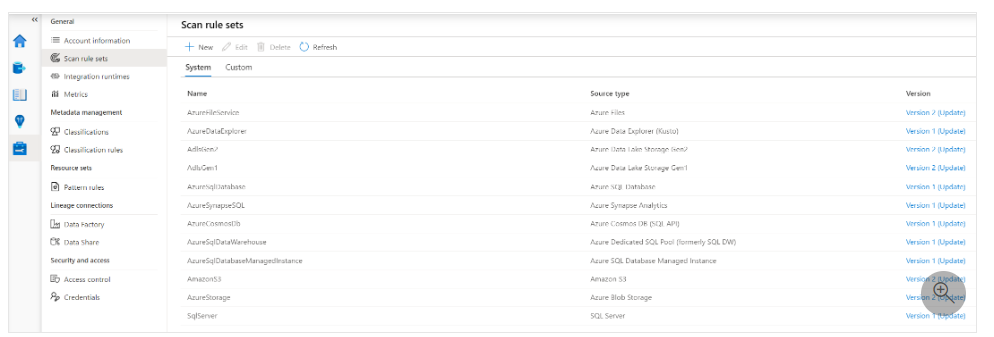 «
General
Account information
Scan rule sets
Integration runtimes
Metrics
Metadata management
Classifications
Classification rules
Resource sets
Pattern rules
Lineage connections
Data Factory
Data Share
Security and access
Access control
Credentials
Scan rule sets
New Edit Delete Refresh
System Custom
Name Source type Version
AzureFileService Azure Files Version 2 (Update)
AzureDataExplorer Azure Data Explorer (Kusto) Version 1 (Update)
AdlsGen2 Azure Data Lake Storage Gen2 Version 2 (Update)
AdlsGen1 Azure Data Lake Storage Gen1 Version 2 (Update)
AzureSqlDatabase Azure SQL Database Version 1 (Update)
AzureSynapseSQL Azure Synapse Analytics Version 1 (Update)
AzureCosmosDb Azure Cosmos DB (SQL API) Version 1 (Update)
AzureSqlDataWarehouse Azure Dedicated SQL Pool (formerly SQL DW) Version 1 (Update)
AzureSqlDatabaseManagedInstance Azure SQL Database Managed Instance Version 1 (Update)
AmazonS3 Amazon S3 Version 2 (Update)
AzureStorage Azure Blob Storage Version 2 (Update)
SqlServer SQL Server Version 1 (Update)